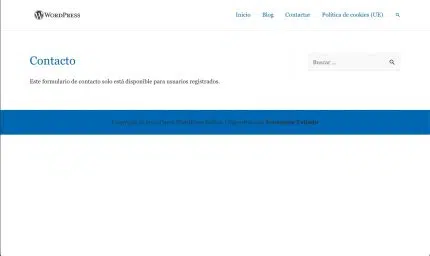 WORDPRESS
Inicio Blog Contactar Política de cookies (UE)
Contacto
Buscar ...
Este formulario de contacto solo está disponible para usuarios registrados.
Copyright